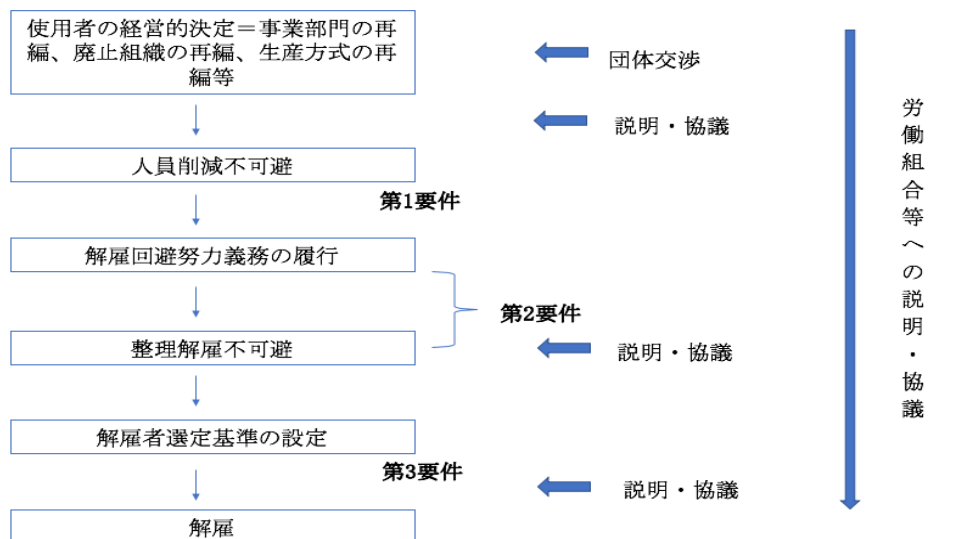 使用者の経営的決定＝事業部門の再
編、廃止組織の再編、生産方式の再
編等
団体交渉
説明・協議
人員削減不可避
第1要件
解雇回避努力義務の履行
第2要件
整理解雇不可避
説明・協議
解雇者選定基準の設定
第3要件
説明・協議
解雇
労働組合等への説明・協議